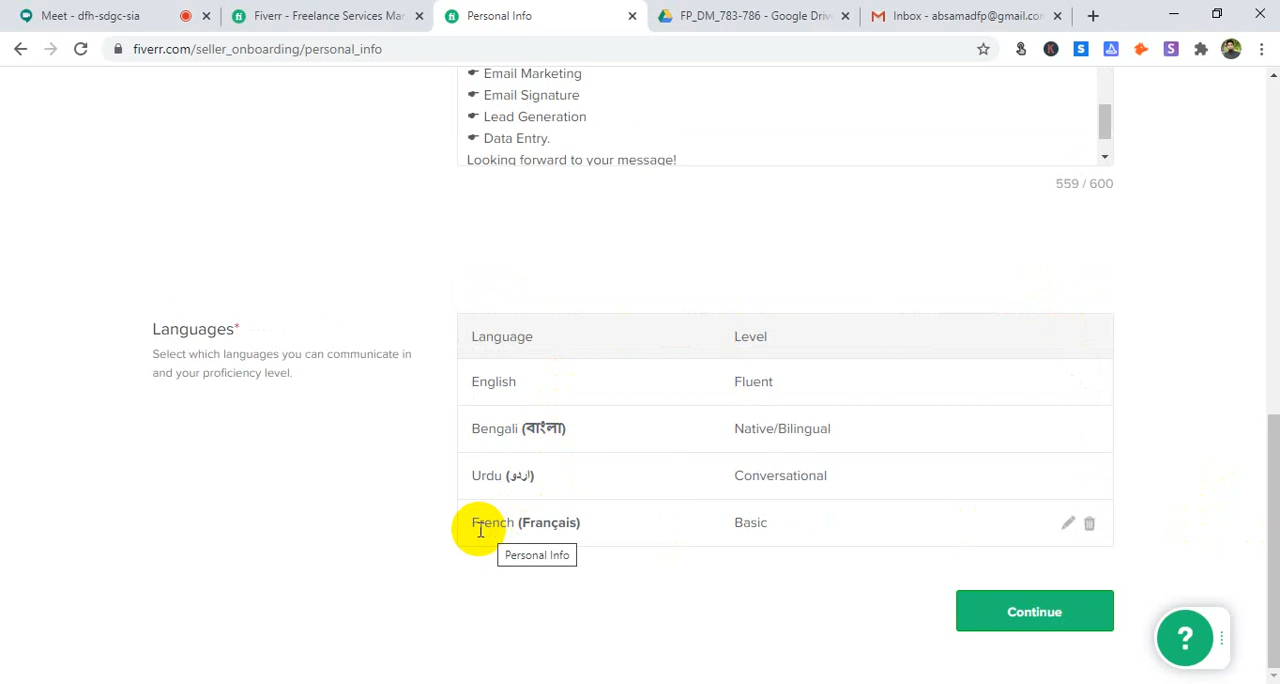 Meet - dfh-sdgc-sia
Fiverr - Freelance Services Mar
Personal Info
FP_DM_783-786 - Google Drive
Inbox - absamadfp@gmail.com
fiverr.com/seller_onboarding/personal_info
☛ Email Marketing
☛ Email Signature
☛ Lead Generation
☛ Data Entry.
Looking forward to your message!
559 / 600
Languages*
Select which languages you can communicate in
and your proficiency level.
Language Level
English Fluent
Bengali (বাংলা) Native/Bilingual
Urdu (اردو) Conversational
French (Français) Basic
Personal Info
Continue
?